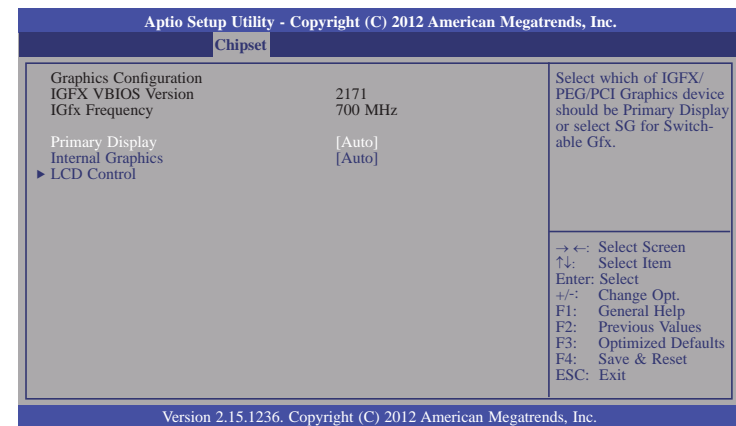 Aptio Setup Utility - Copyright (C) 2012 American Megatrends, Inc.
Chipset
Graphics Configuration
IGFX VBIOS Version 2171
IGfx Frequency 700 MHz
Primary Display [Auto]
Internal Graphics [Auto]
▶ LCD Control
Select which of IGFX/
PEG/PCI Graphics device
should be Primary Display
or select SG for Switch-
able Gfx.
→ ←: Select Screen
↑↓: Select Item
Enter: Select
+/-: Change Opt.
F1: General Help
F2: Previous Values
F3: Optimized Defaults
F4: Save & Reset
ESC: Exit
Version 2.15.1236. Copyright (C) 2012 American Megatrends, Inc.